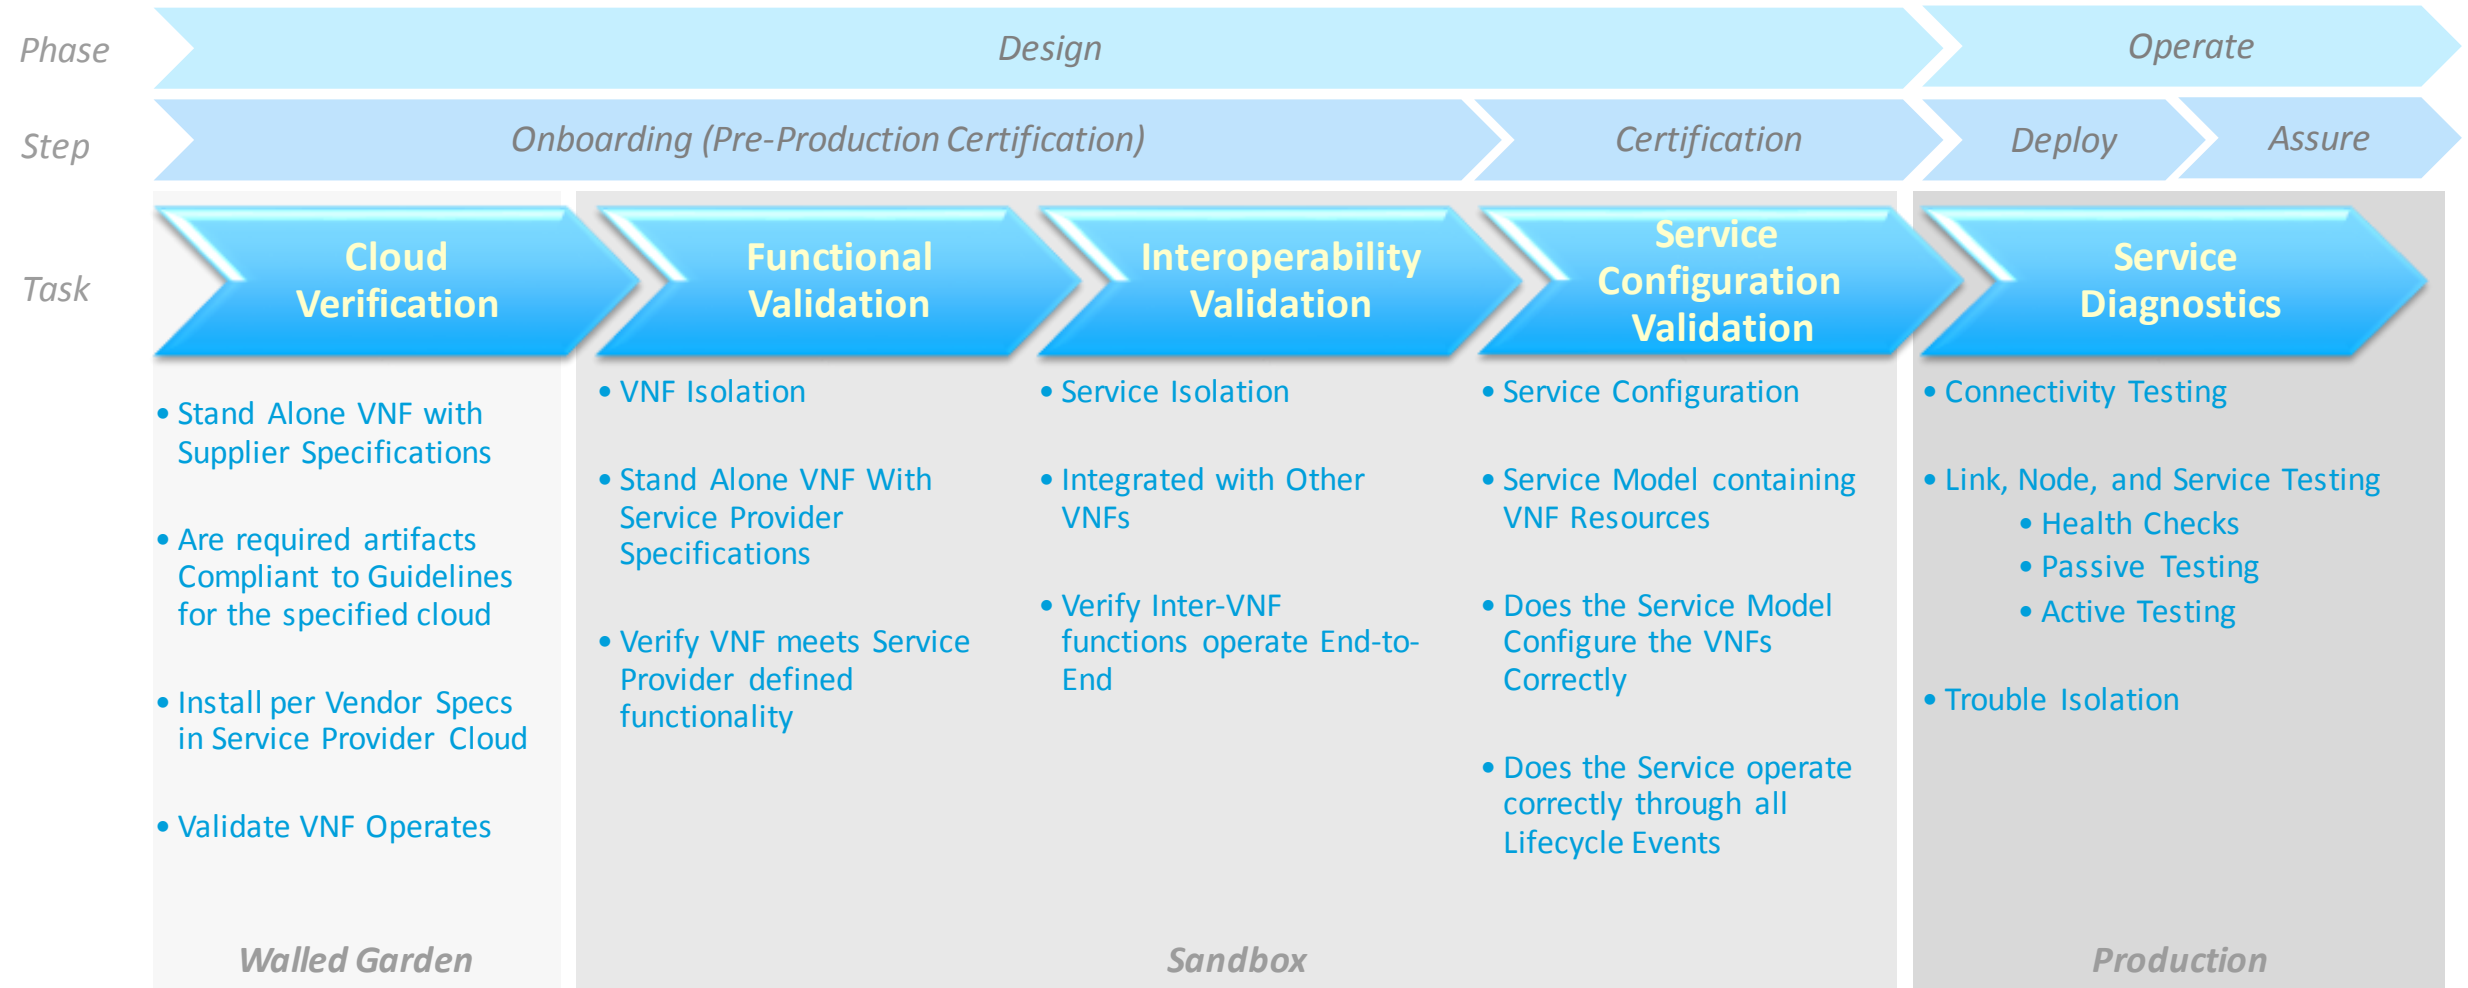 Phase
Design
Operate
Step
Onboarding (Pre-Production Certification)
Certification
Deploy
Assure
Task
Cloud
Verification
Functional
Validation
Interoperability
Validation
Service
Configuration
Validation
Service
Diagnostics
• Stand Alone VNF with
Supplier Specifications
• Are required artifacts
Compliant to Guidelines
for the specified cloud
• Install per Vendor Specs
in Service Provider Cloud
• Validate VNF Operates
• VNF Isolation
• Stand Alone VNF With
Service Provider
Specifications
• Verify VNF meets Service
Provider defined
functionality
• Service Isolation
• Integrated with Other
VNFs
• Verify Inter-VNF
functions operate End-to-
End
• Service Configuration
• Service Model containing
VNF Resources
• Does the Service Model
Configure the VNFs
Correctly
• Does the Service operate
correctly through all
Lifecycle Events
• Connectivity Testing
• Link, Node, and Service Testing
• Health Checks
• Passive Testing
• Active Testing
• Trouble Isolation
Walled Garden
Sandbox
Production